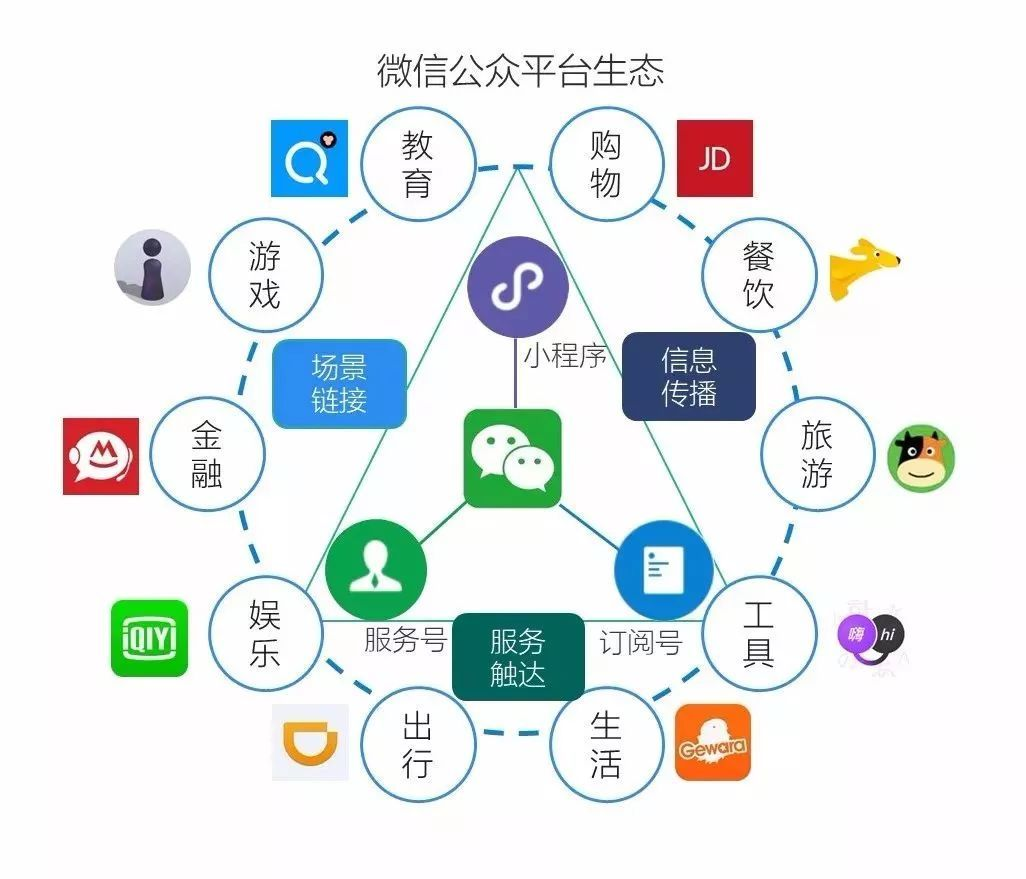 微信公众平台生态
教
育
购
物
JD
游
戏
餐
饮
小程序
场景
链接
信息
传播
金
融
旅
游
娱
乐
工
具
iQIYI
服务号
服务
触达
订阅号
嗨
hi
出
行
生
活
Gewara